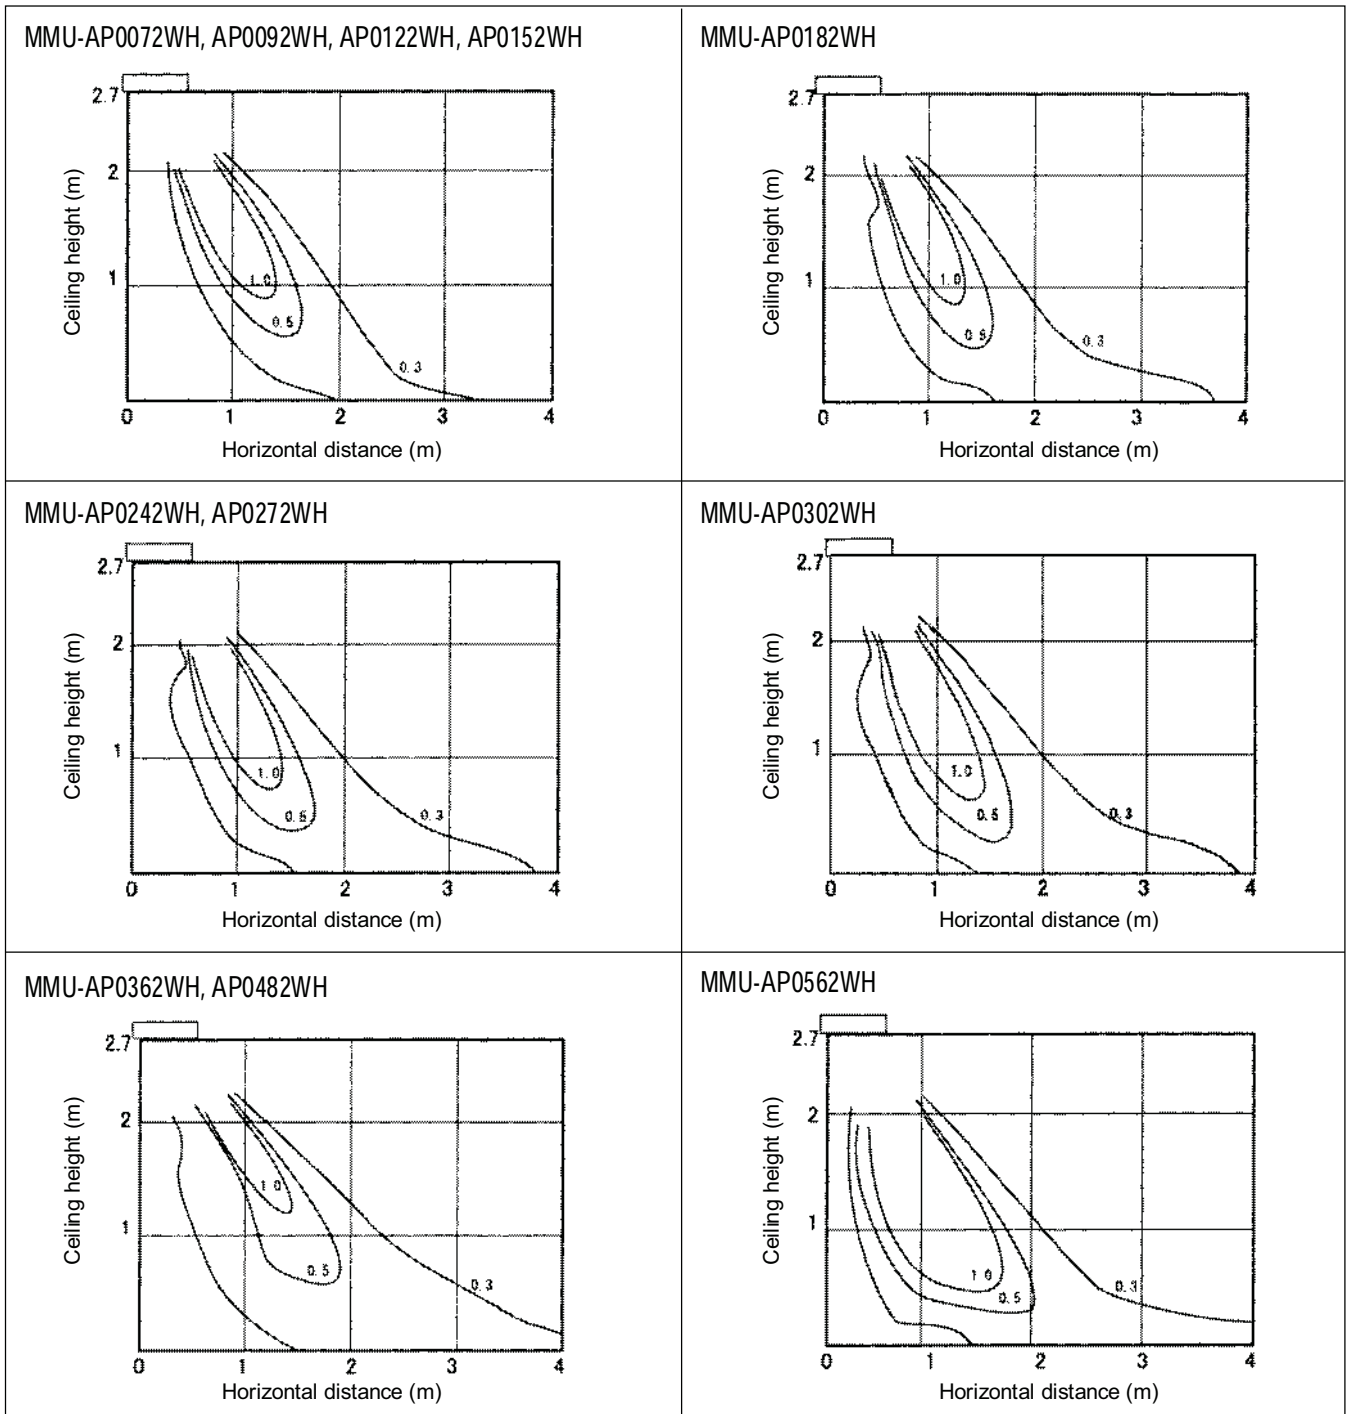 MMU-AP0072WH, AP0092WH, AP0122WH, AP0152WH
2.7
2
1
Ceiling height (m)
1.0
0.5
0.3
0 1 2 3 4
Horizontal distance (m)
MMU-AP0182WH
2.7
2
1
Ceiling height (m)
1.0
0.5
0.3
0 1 2 3 4
Horizontal distance (m)
MMU-AP0242WH, AP0272WH
2.7
2
1
Ceiling height (m)
1.0
0.5
0.3
0 1 2 3 4
Horizontal distance (m)
MMU-AP0302WH
2.7
2
1
Ceiling height (m)
1.0
0.5
0.3
0 1 2 3 4
Horizontal distance (m)
MMU-AP0362WH, AP0482WH
2.7
2
1
Ceiling height (m)
1.0
0.5
0.3
0 1 2 3 4
Horizontal distance (m)
MMU-AP0562WH
2.7
2
1
Ceiling height (m)
1.0
0.5
0.3
0 1 2 3 4
Horizontal distance (m)